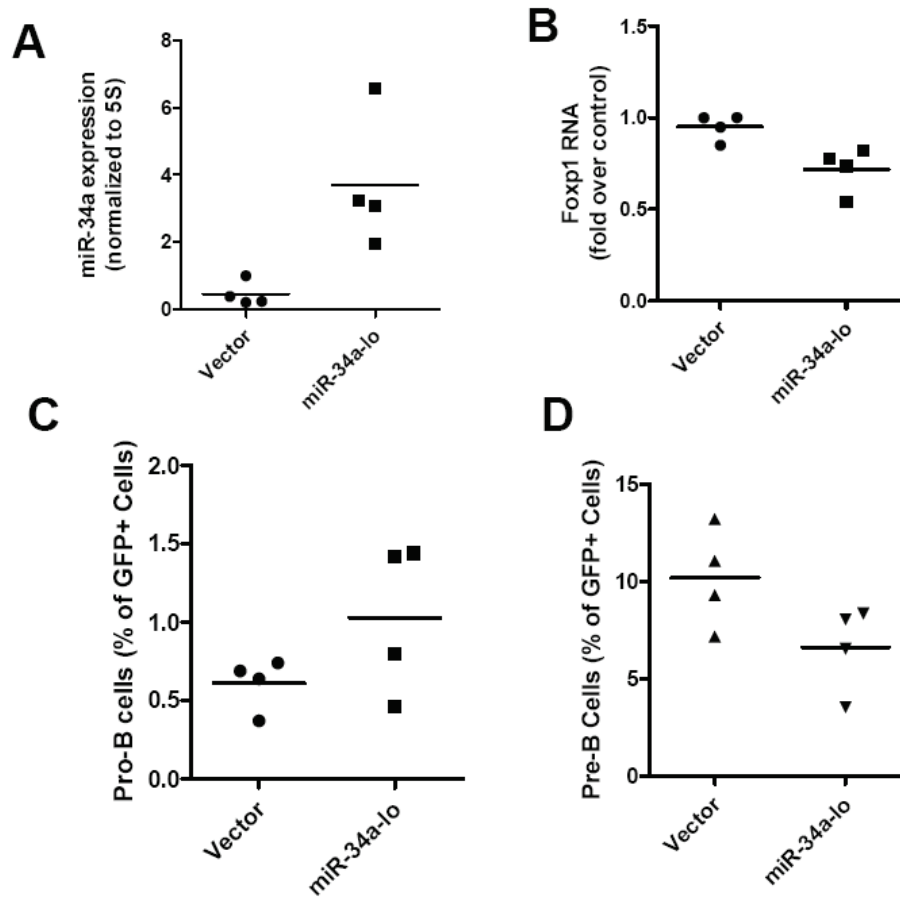 A
miR-34a expression
(normalized to 5S)
8
6
4
2
0
Vector
miR-34a-lo
B
Foxp1 RNA
(fold over control)
1.5
1.0
0.5
0.0
Vector
miR-34a-lo
C
Pro-B cells (% of GFP+ Cells)
2.0
1.5
1.0
0.5
0.0
Vector
miR-34a-lo
D
Pre-B Cells (% of GFP+ Cells)
15
10
5
0
Vector
miR-34a-lo